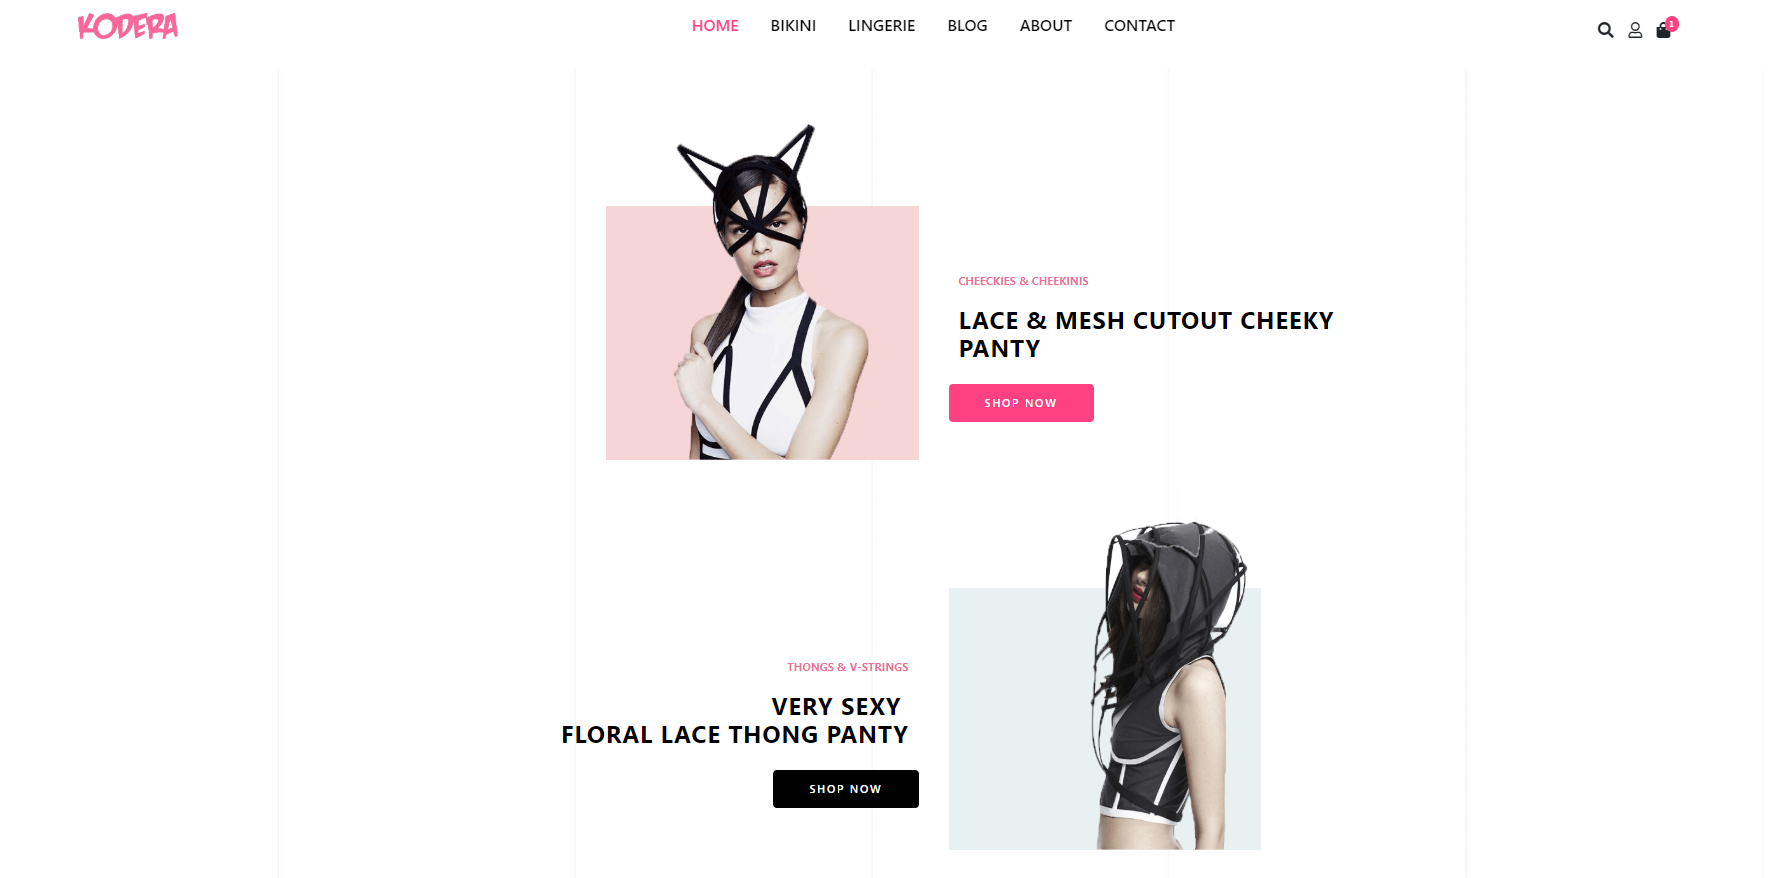 KODERA
HOME BIKINI LINGERIE BLOG ABOUT CONTACT
1
CHEECKIES & CHEEKINIS
LACE & MESH CUTOUT CHEEKY
PANTY
SHOP NOW
THONGS & V-STRINGS
VERY SEXY
FLORAL LACE THONG PANTY
SHOP NOW